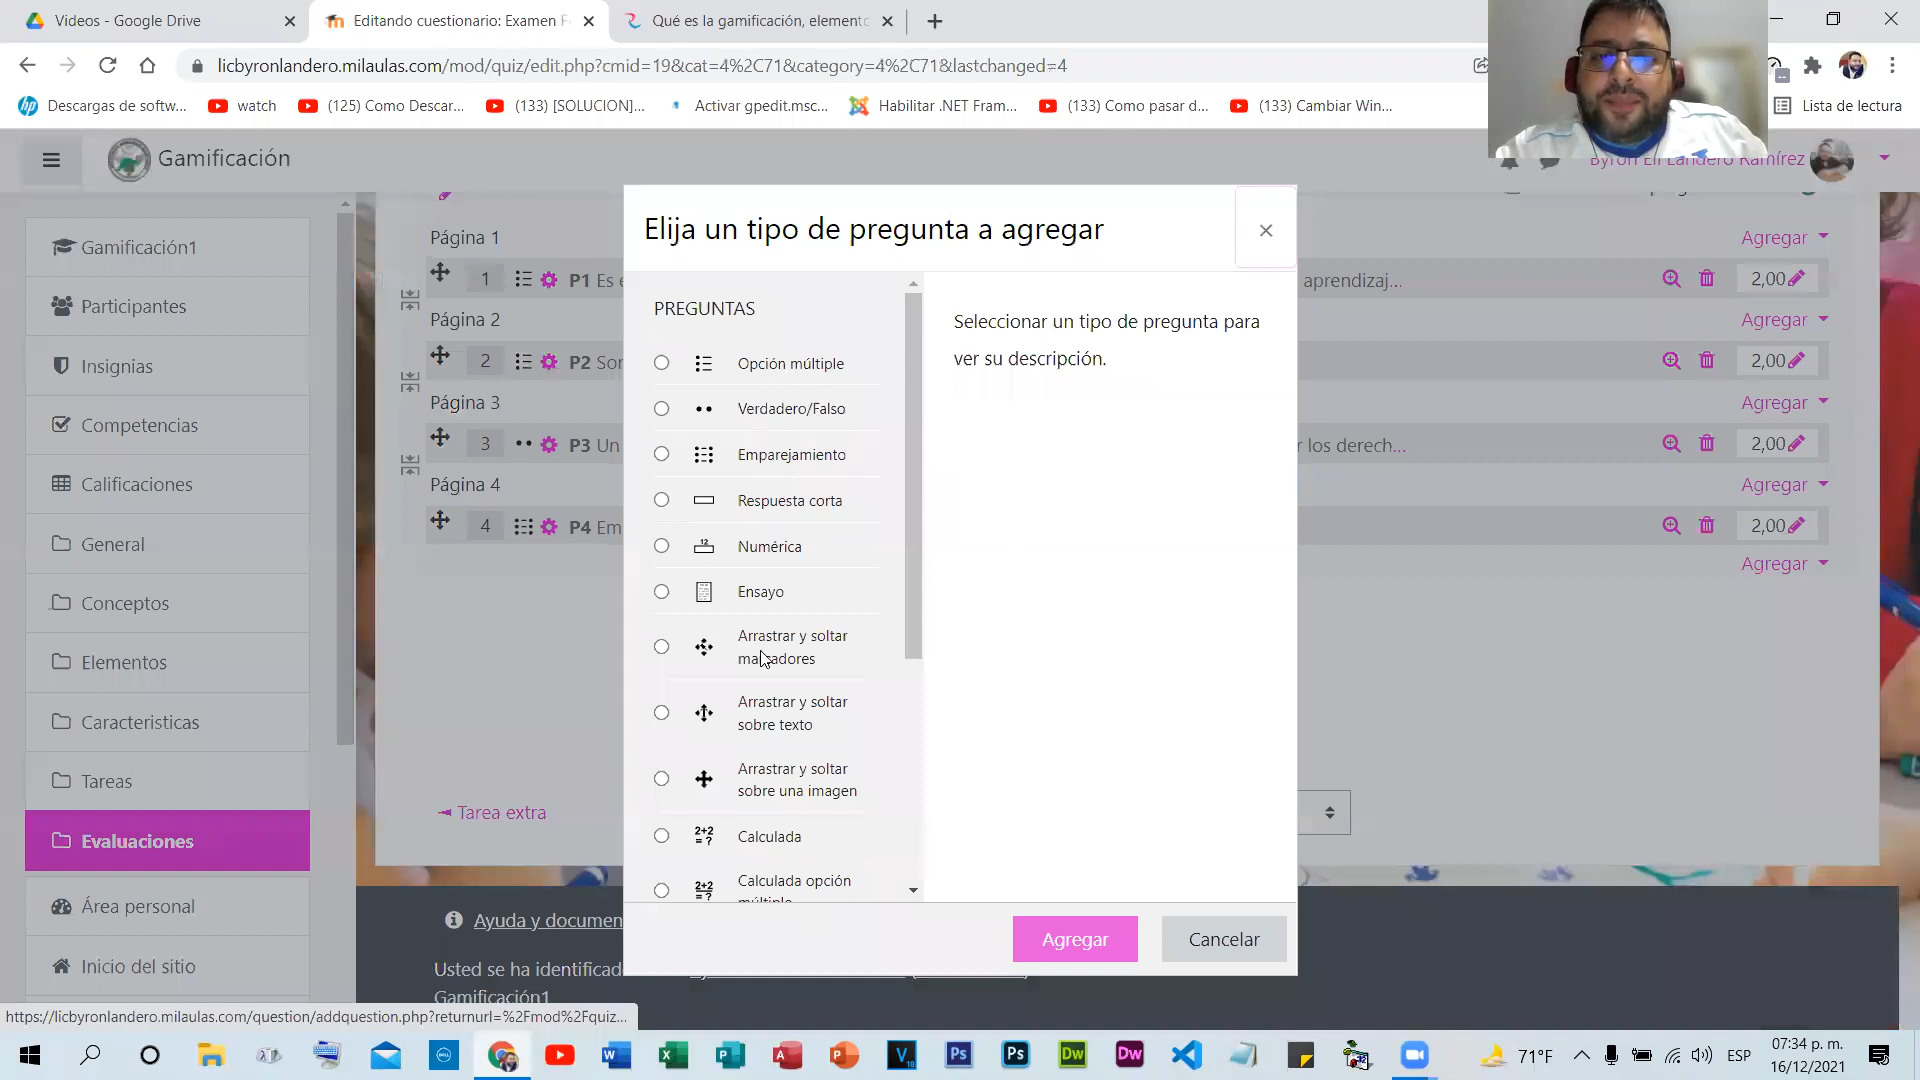 Videos - Google Drive
Editando cuestionario: Examen F
Qué es la gamificación, elemento
licbyronlandero.milaulas.com/mod/quiz/edit.php?cmid=19&cat=4%2C71&category=4%2C71&lastchanged=4
Descargas de softw...
watch
(125) Como Descar...
(133) [SOLUCION]...
Activar gpedit.msc...
Habilitar .NET Fram...
(133) Como pasar d...
(133) Cambiar Win...
Lista de lectura
Gamificación
Byron Eli Landero Ramírez
Gamificación1
Participantes
Insignias
Competencias
Calificaciones
General
Conceptos
Elementos
Caracteristicas
Tareas
Evaluaciones
Área personal
Inicio del sitio
Página 1
Agregar
1 P1 Es e
aprendizaj...
2,00
Página 2
Agregar
2 P2 Sor
2,00
Página 3
Agregar
3 P3 Un
r los derech...
2,00
Página 4
Agregar
4 P4 Em
2,00
Agregar
Tarea extra
Elija un tipo de pregunta a agregar
PREGUNTAS
Opción múltiple
Verdadero/Falso
Emparejamiento
Respuesta corta
Numérica
Ensayo
Arrastrar y soltar
marcadores
Arrastrar y soltar
sobre texto
Arrastrar y soltar
sobre una imagen
Calculada
Calculada opción
múltiple
Seleccionar un tipo de pregunta para
ver su descripción.
Agregar
Cancelar
Ayuda y documen
Usted se ha identificad
Gamificación1
https://licbyronlandero.milaulas.com/question/addquestion.php?returnurl=%2Fmod%2Fquiz...
71°F
ESP
07:34 p. m.
16/12/2021